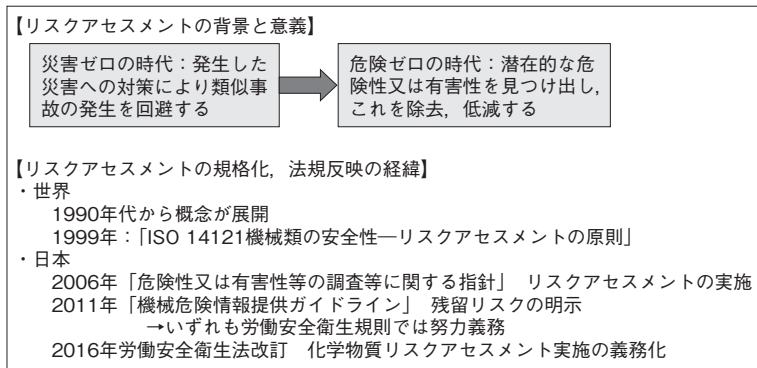 【リスクアセスメントの背景と意義】
災害ゼロの時代：発生した
災害への対策により類似事
故の発生を回避する
危険ゼロの時代：潜在的な危
険性又は有害性を見つけ出し，
これを除去，低減する
【リスクアセスメントの規格化，法規反映の経緯】
・世界
1990年代から概念が展開
1999年：「ISO 14121機械類の安全性―リスクアセスメントの原則」
・日本
2006年「危険性又は有害性等の調査等に関する指針」 リスクアセスメントの実施
2011年「機械危険情報提供ガイドライン」 残留リスクの明示
→いずれも労働安全衛生規則では努力義務
2016年労働安全衛生法改訂 化学物質リスクアセスメント実施の義務化